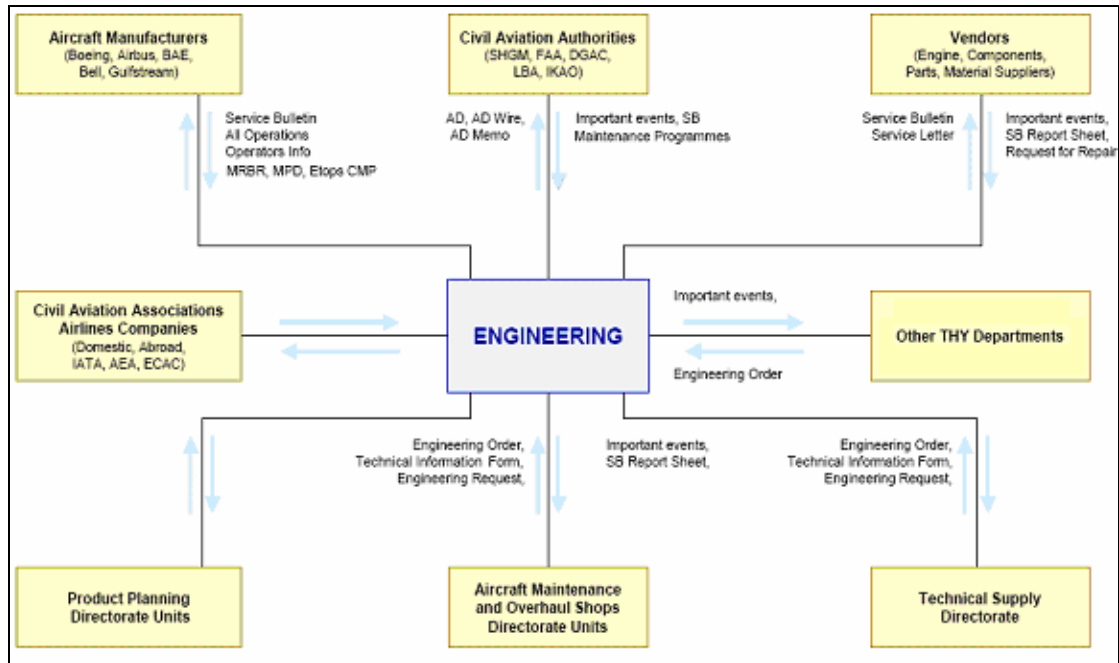 Aircraft Manufacturers
(Boeing, Airbus, BAE,
Bell, Gulfstream)
Civil Aviation Authorities
(SHGM, FAA, DGAC,
LBA, IKAO)
Vendors
(Engine, Components,
Parts, Material Suppliers)
Service Bulletin
All Operations
Operators Info
MRBR, MPD, Etops CMP
AD, AD Wire,
AD Memo
Important events, SB
Maintenance Programmes
Service Bulletin
Service Letter
Important events,
SB Report Sheet,
Request for Repair
Civil Aviation Associations
Airlines Companies
(Domestic, Abroad,
IATA, AEA, ECAC)
ENGINEERING
Important events,
Engineering Order
Other THY Departments
Engineering Order,
Technical Information Form,
Engineering Request,
Important events,
SB Report Sheet,
Engineering Order,
Technical Information Form,
Engineering Request,
Product Planning
Directorate Units
Aircraft Maintenance
and Overhaul Shops
Directorate Units
Technical Supply
Directorate